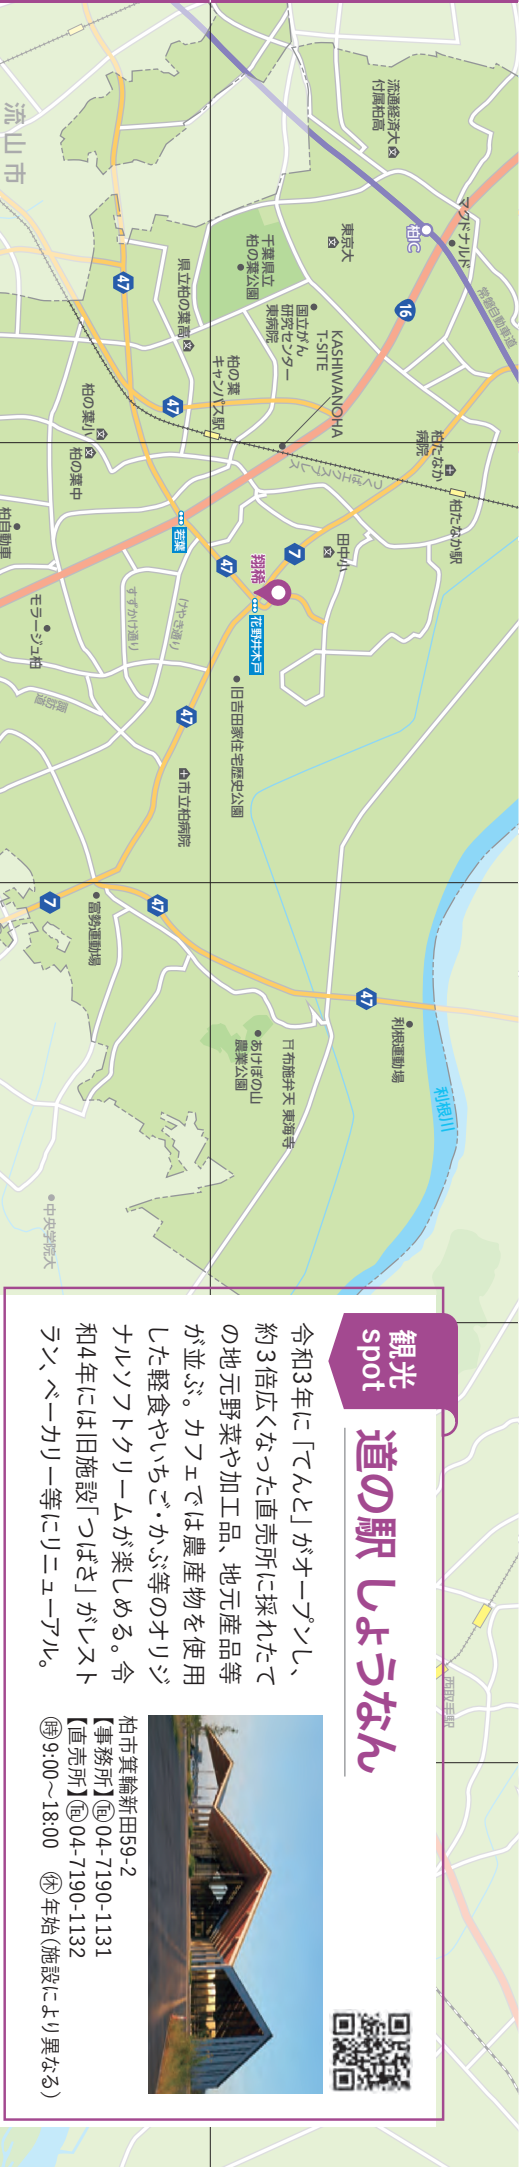 流通経済大
付属柏高
マクドナルド
柏IC
常磐自動車道
流山市
東京大
16
千葉県立
柏の葉公園
47
県立柏の葉高
国立がん
研究センター
東病院
KASHIWANOHA
T-SITE
柏の葉
キャンパス駅
47
柏の葉小
柏の葉中
つくばエクスプレス
柏たなか
病院
柏たなか駅
若葉
田中小
7
47
翔稀
花野井木戸
柏自動車
モラージュ柏
けやき通り
すずかけ通り
諏訪道
旧吉田家住宅歴史公園
47
市立柏病院
7
富勢運動場
47
47
利根運動場
あけぼの山
農業公園
布施弁天 東海寺
利根川
中央学院大
西取手駅
観光
spot
道の駅 しょうなん
令和3年に「てんと」がオープンし、
約3倍広くなった直売所に採れたて
の地元野菜や加工品、地元産品等
が並ぶ。カフェでは農産物を使用
した軽食やいちご・かぶ等のオリジ
ナルソフトクリームが楽しめる。令
和4年には旧施設「つばさ」がレスト
ラン、ベーカリー等にリニューアル。
柏市箕輪新田59-2
【事務所】℡04-7190-1131
【直売所】℡04-7190-1132
時9:00～18:00 休年始(施設により異なる)